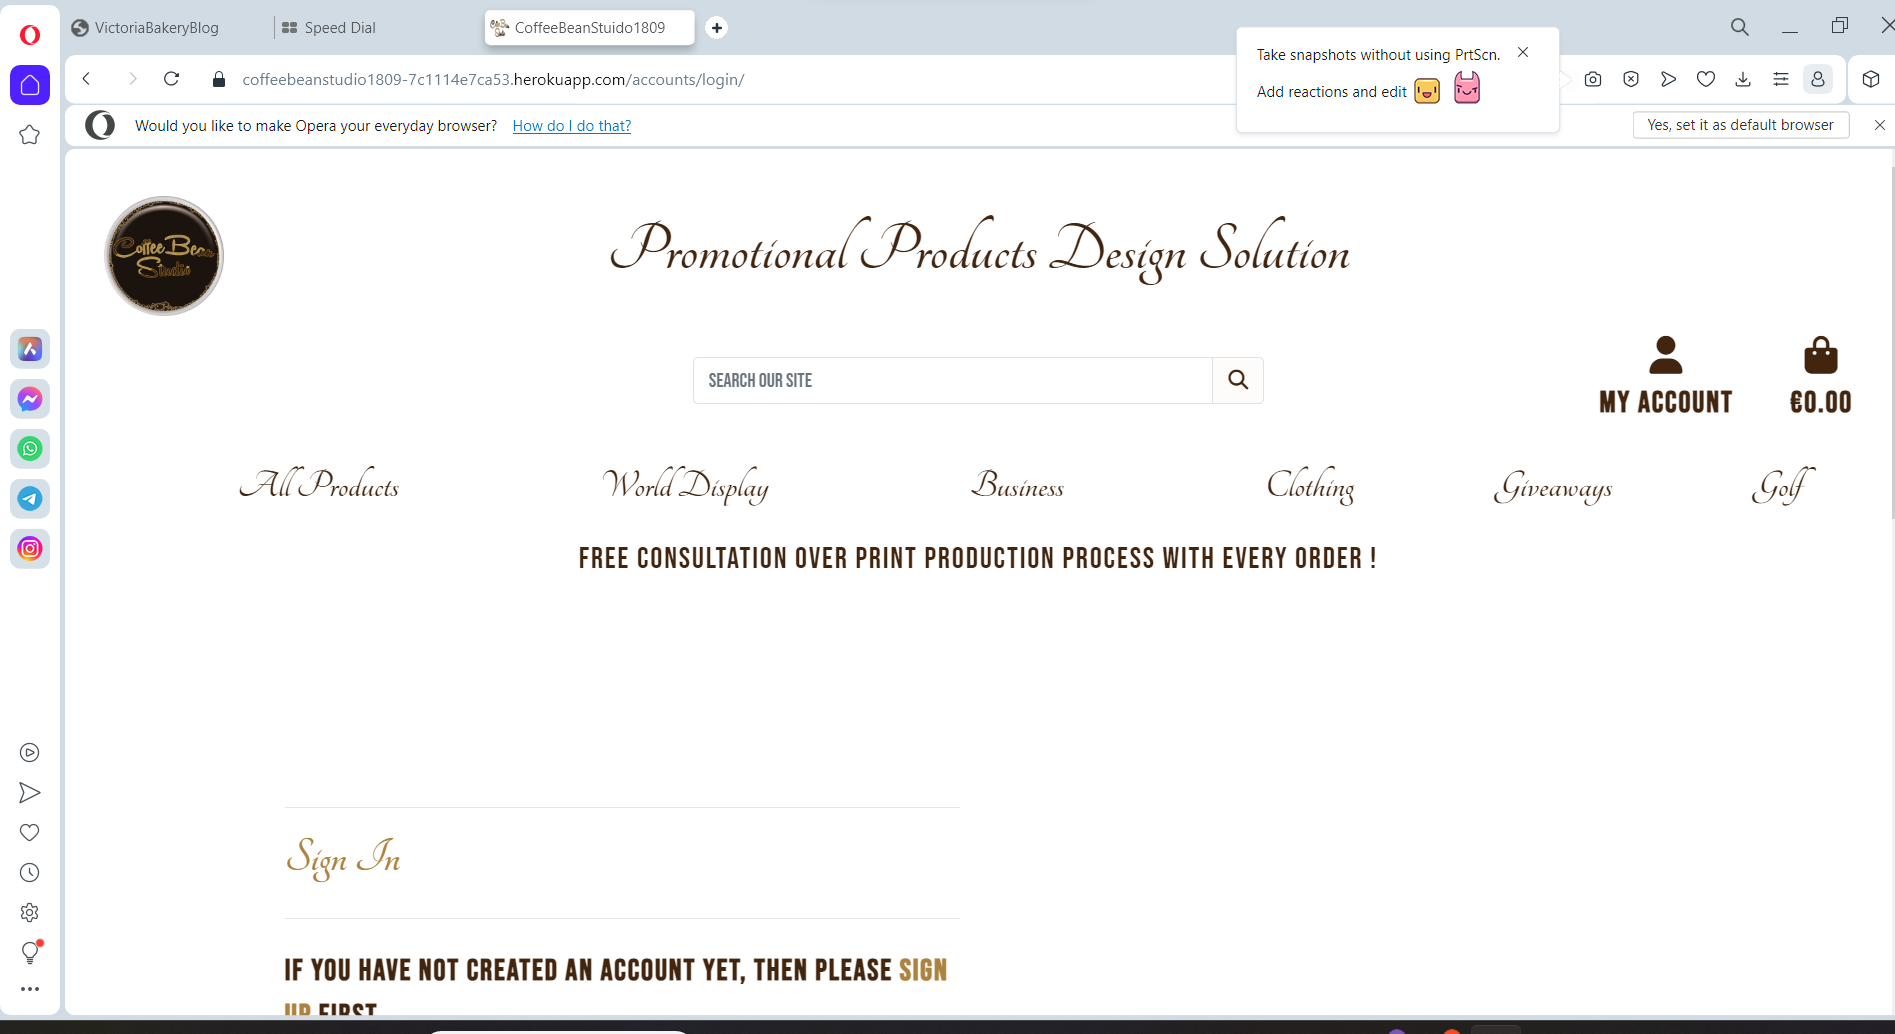 VictoriaBakeryBlog
Speed Dial
CoffeeBeanStuido1809
coffeebeanstudio1809-7c1114e7ca53.herokuapp.com/accounts/login/
Take snapshots without using PrtScn.
Add reactions and edit
Would you like to make Opera your everyday browser? How do I do that?
Yes, set it as default browser
Coffee Bean
Studio
Promotional Products Design Solution
SEARCH OUR SITE
MY ACCOUNT
€0.00
All Products
World Display
Business
Clothing
Giveaways
Golf
FREE CONSULTATION OVER PRINT PRODUCTION PROCESS WITH EVERY ORDER !
Sign In
IF YOU HAVE NOT CREATED AN ACCOUNT YET, THEN PLEASE SIGN
UP FIRST